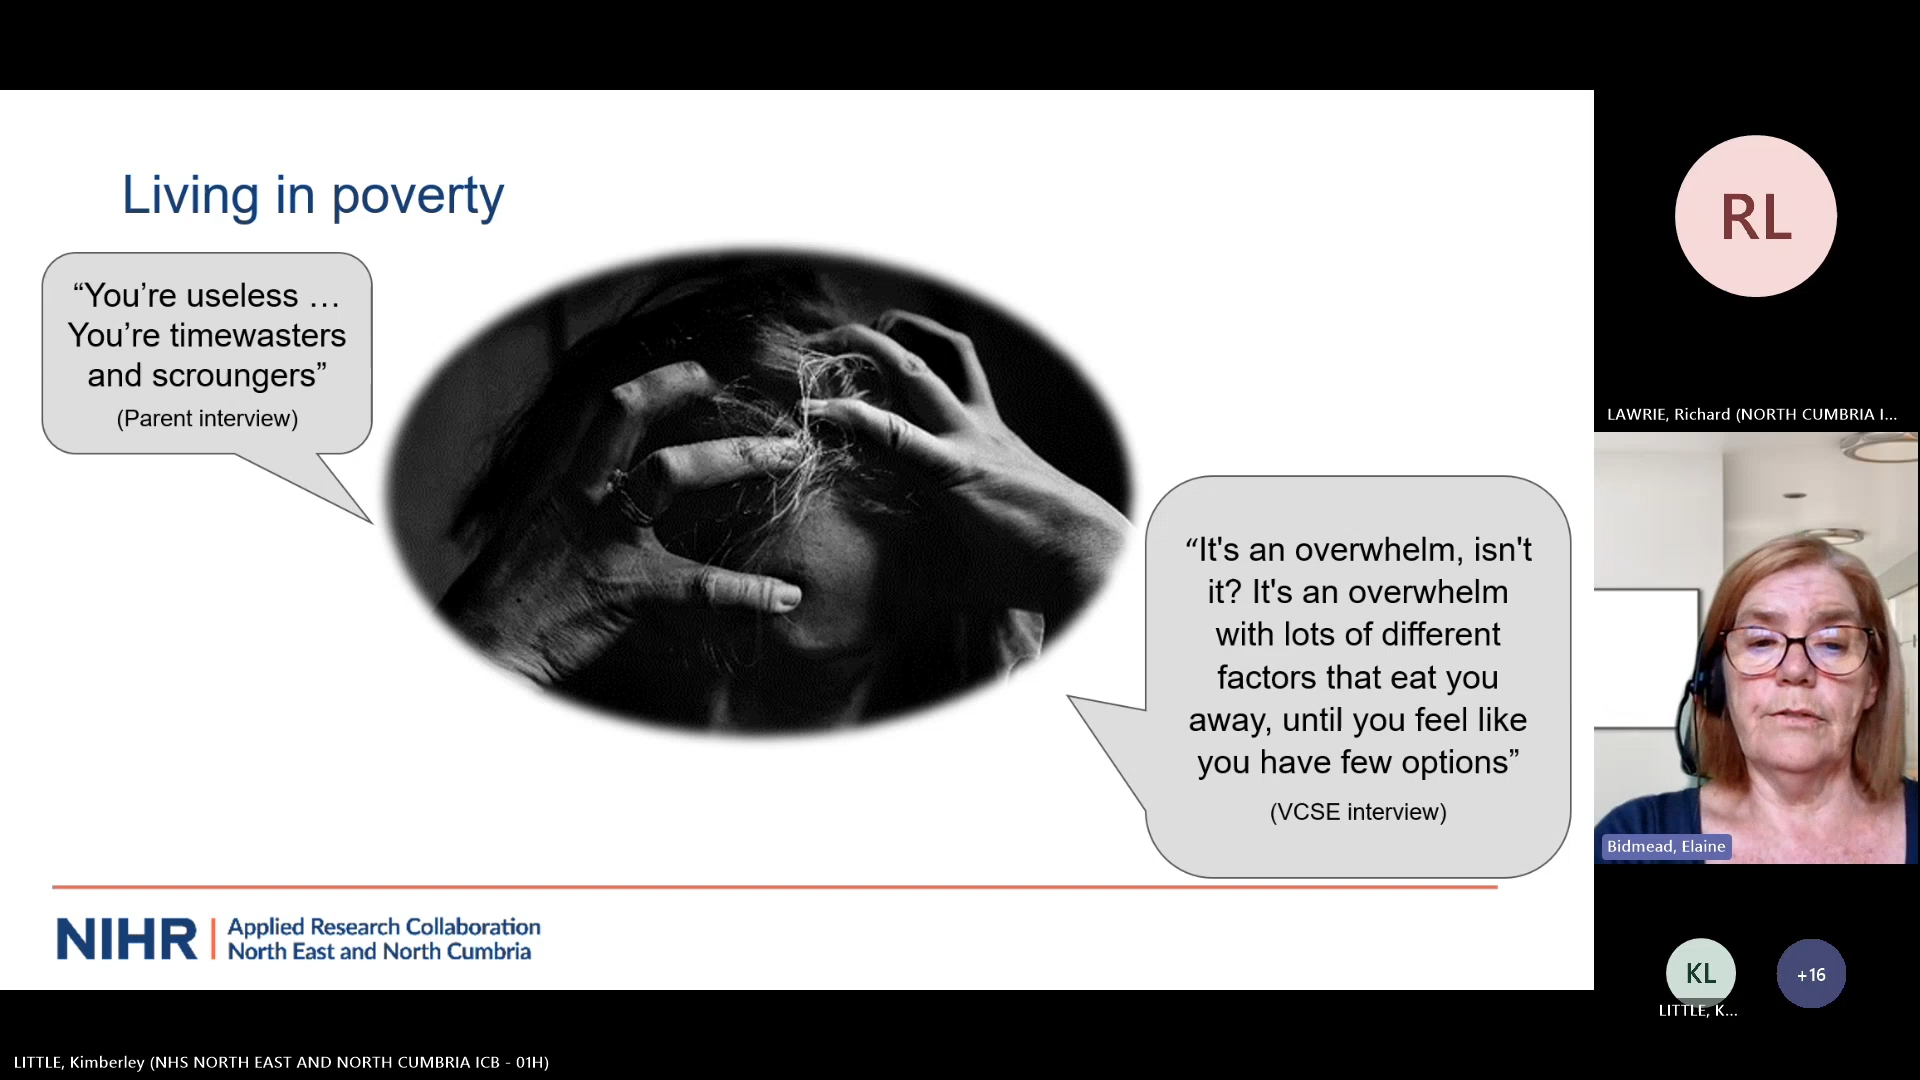 Living in poverty
“You’re useless …
You’re timewasters
and scroungers”
(Parent interview)
“It's an overwhelm, isn't
it? It's an overwhelm
with lots of different
factors that eat you
away, until you feel like
you have few options”
(VCSE interview)
NIHR
Applied Research Collaboration
North East and North Cumbria
RL
LAWRIE, Richard (NORTH CUMBRIA I...
Bidmead, Elaine
KL
+16
LITTLE, K...
LITTLE, Kimberley (NHS NORTH EAST AND NORTH CUMBRIA ICB - 01H)